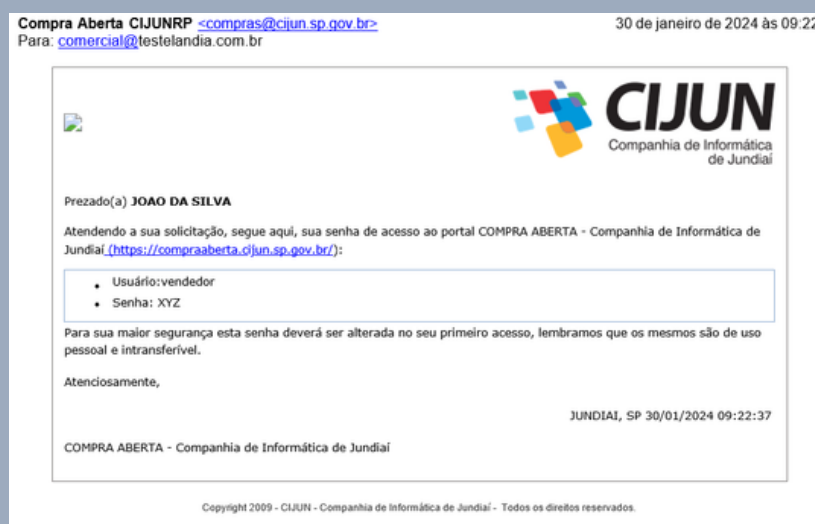 Compra Aberta CIJUNRP <compras@cijun.sp.gov.br>
30 de janeiro de 2024 às 09:22
Para: comercial@testelandia.com.br
CIJUN
Companhia de Informática
de Jundiaí
Prezado(a) JOAO DA SILVA
Atendendo a sua solicitação, segue aqui, sua senha de acesso ao portal COMPRA ABERTA - Companhia de Informática de
Jundiaí (https://compraaberta.cijun.sp.gov.br/):
• Usuário:vendedor
• Senha: XYZ
Para sua maior segurança esta senha deverá ser alterada no seu primeiro acesso, lembramos que os mesmos são de uso
pessoal e intransferível.
Atenciosamente,
JUNDIAI, SP 30/01/2024 09:22:37
COMPRA ABERTA - Companhia de Informática de Jundiaí
Copyright 2009 - CIJUN - Companhia de Informática de Jundiaí - Todos os direitos reservados.